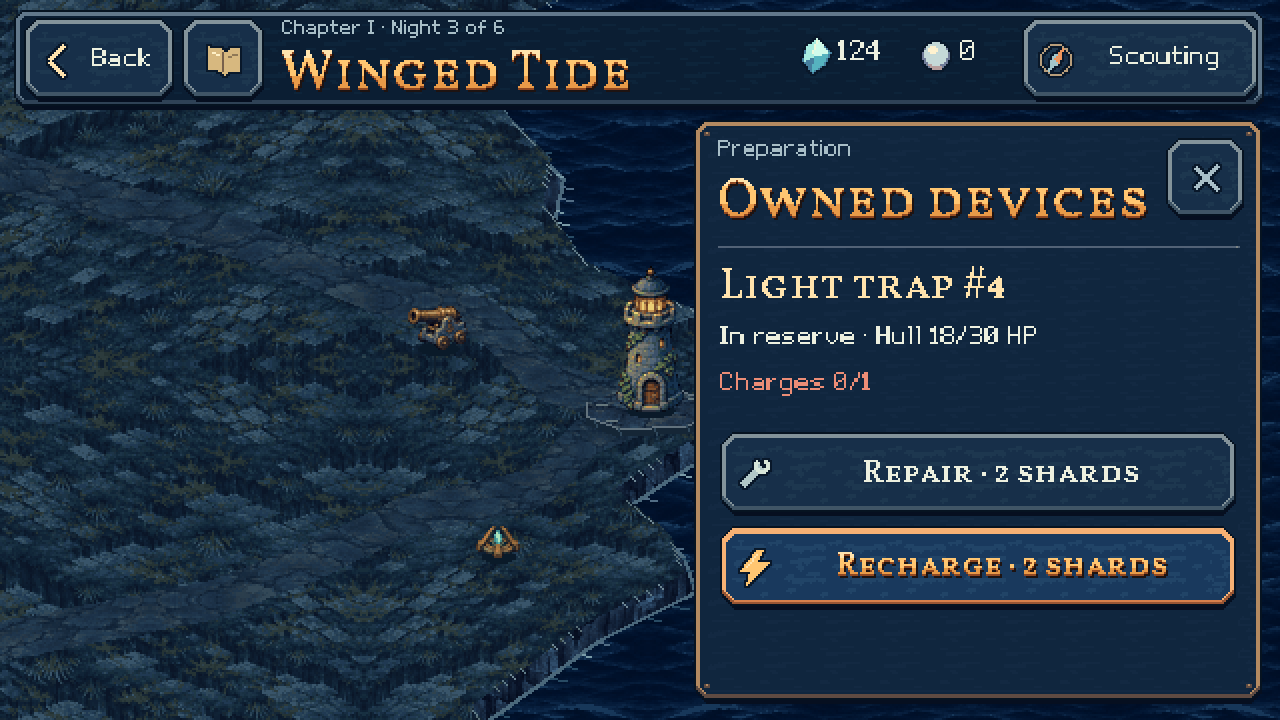 Back
Chapter I · Night 3 of 6
Winged Tide
124
0
Scouting
Preparation
Owned devices
Light trap #4
In reserve · Hull 18/30 HP
Charges 0/1
Repair · 2 shards
Recharge · 2 shards